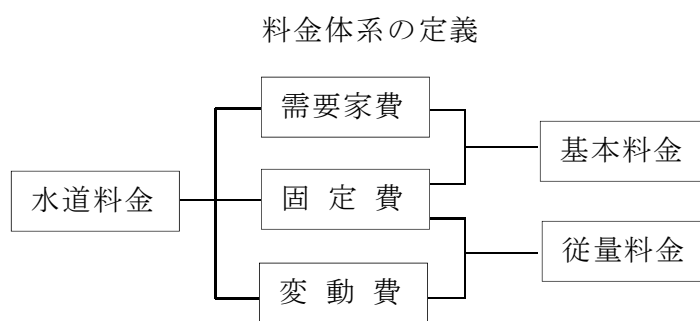 料金体系の定義
需要家費
基本料金
水道料金
固定費
従量料金
変動費